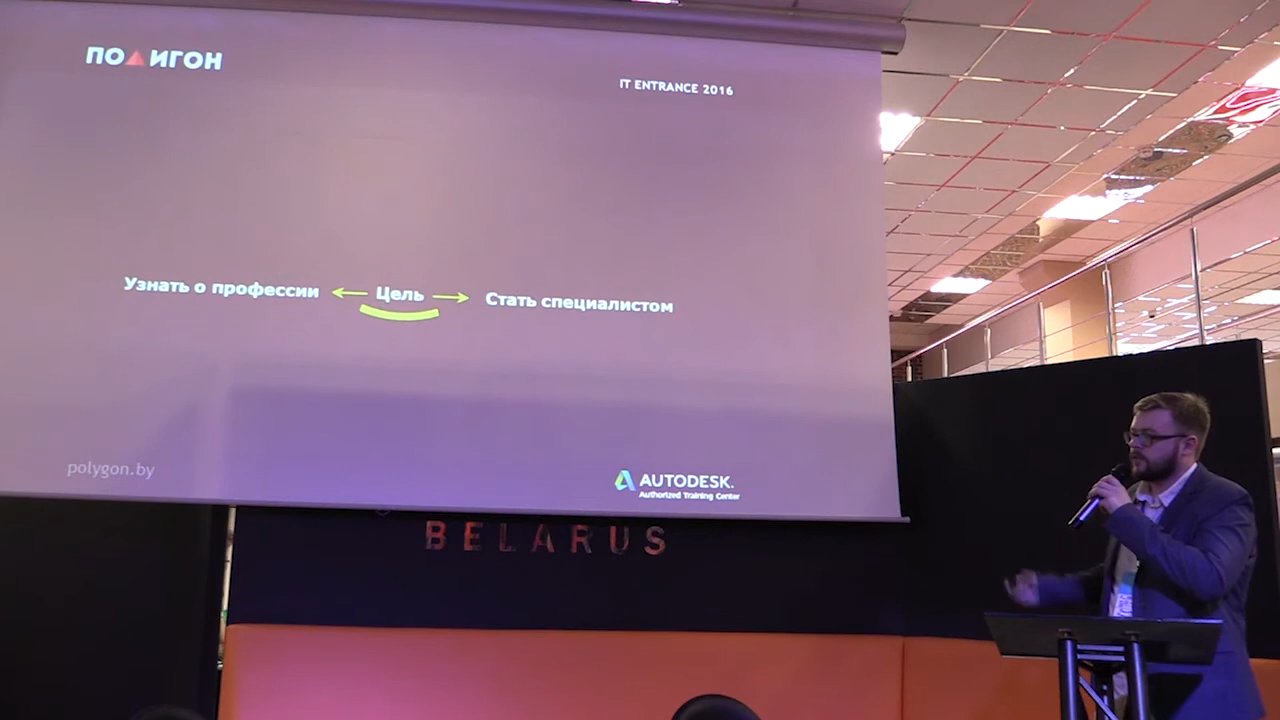 ПОЛИГОН
IT ENTRANCE 2016
Узнать о профессии ← Цель → Стать специалистом
polygon.by
AUTODESK.
Authorized Training Center
BELARUS